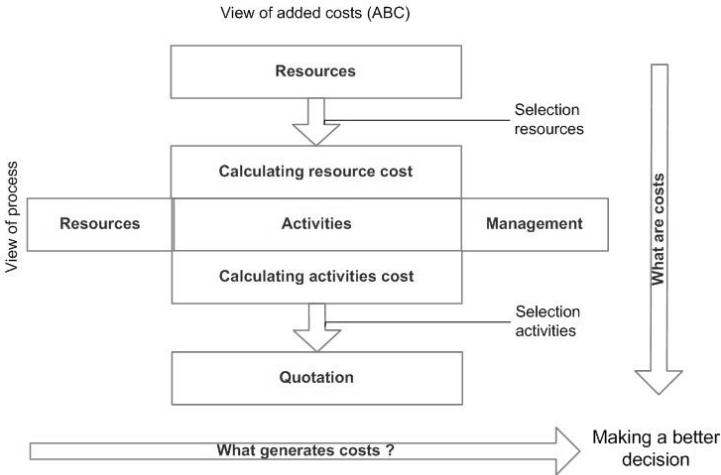 View of added costs (ABC)
Resources
Selection
resources
Calculating resource cost
View of process
Resources
Activities
Management
What are costs
Calculating activities cost
Selection
activities
Quotation
What generates costs ?
Making a better
decision